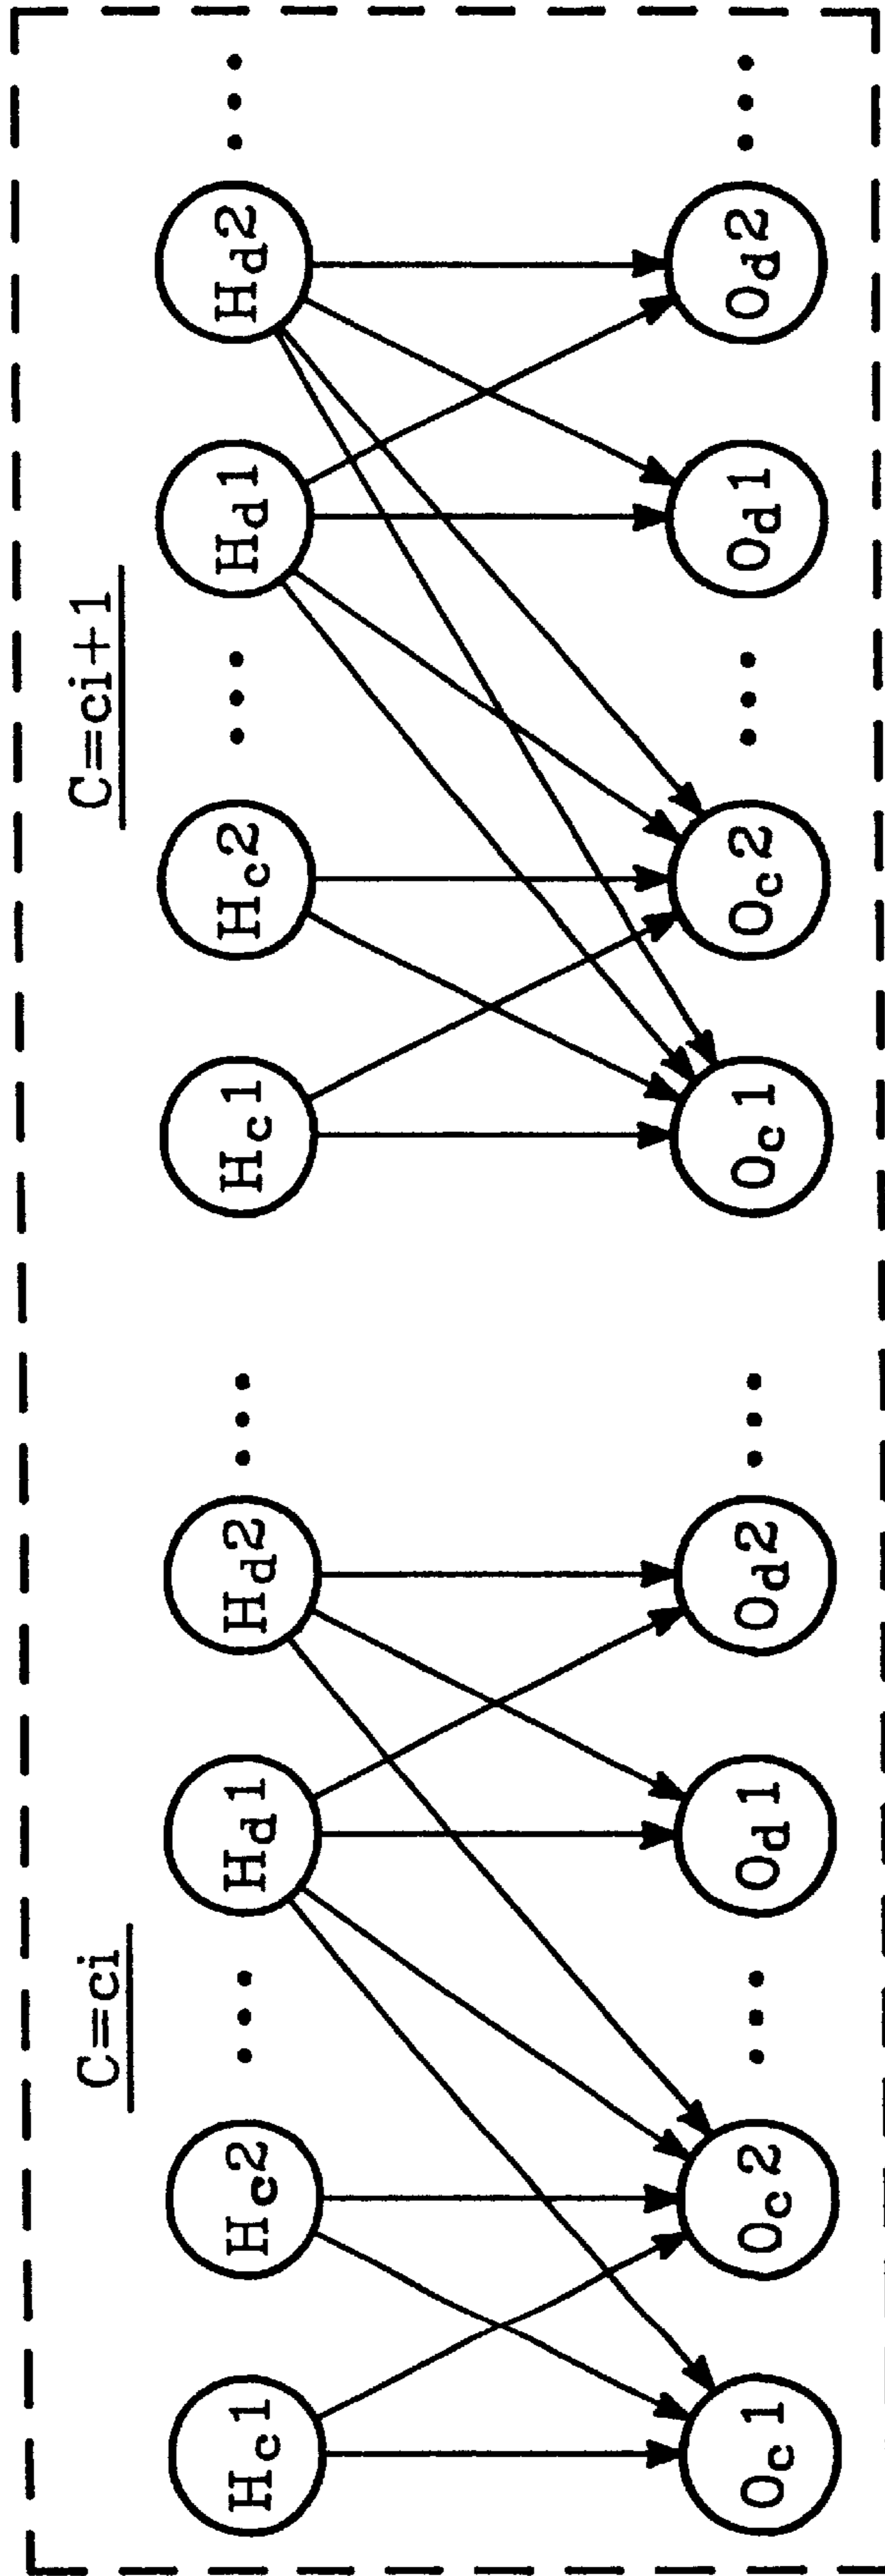 C=ci
C=ci+1
Hc1 Hc2 ... Hd1 Hd2 ... Hc1 Hc2 ... Hd1 Hd2 ...
Oc1 Oc2 ... Od1 Od2 ... Oc1 Oc2 ... Od1 Od2 ...